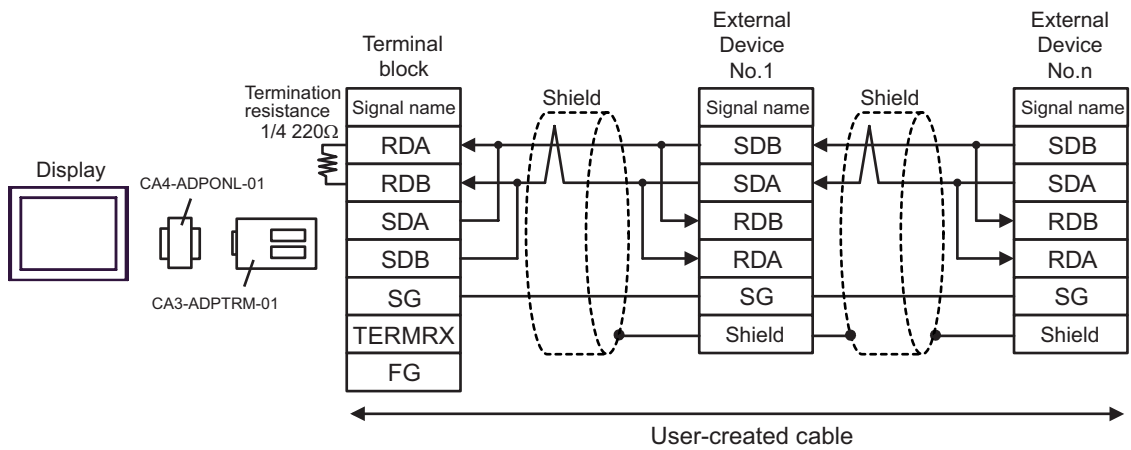 Display
CA4-ADPONL-01
CA3-ADPTRM-01
Termination
resistance
1/4 220Ω
Terminal
block
Signal name
RDA
RDB
SDA
SDB
SG
TERMRX
FG
Shield
External
Device
No.1
Signal name
SDB
SDA
RDB
RDA
SG
Shield
Shield
External
Device
No.n
Signal name
SDB
SDA
RDB
RDA
SG
Shield
User-created cable